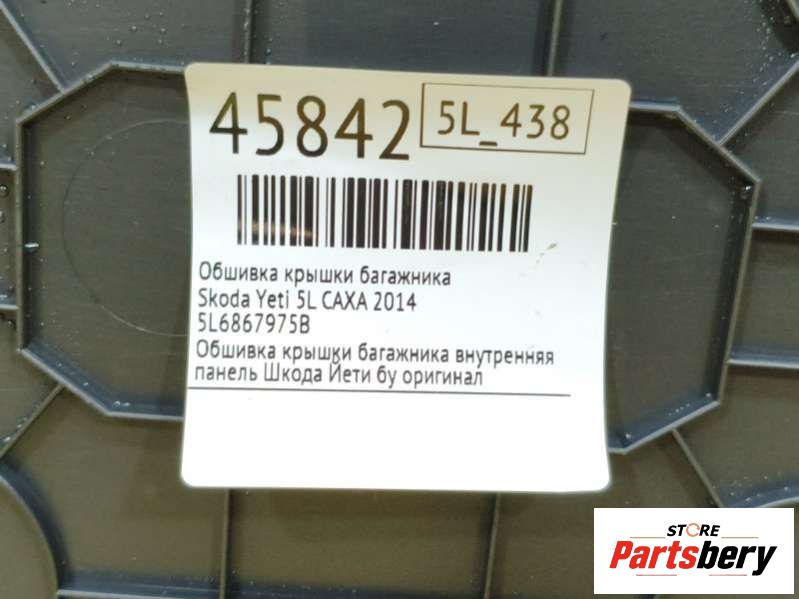 45842
5L_438
Обшивка крышки багажника
Skoda Yeti 5L CAXA 2014
5L6867975B
Обшивка крышки багажника внутренняя
панель Шкода Йети бу оригинал
STORE
Partsbery